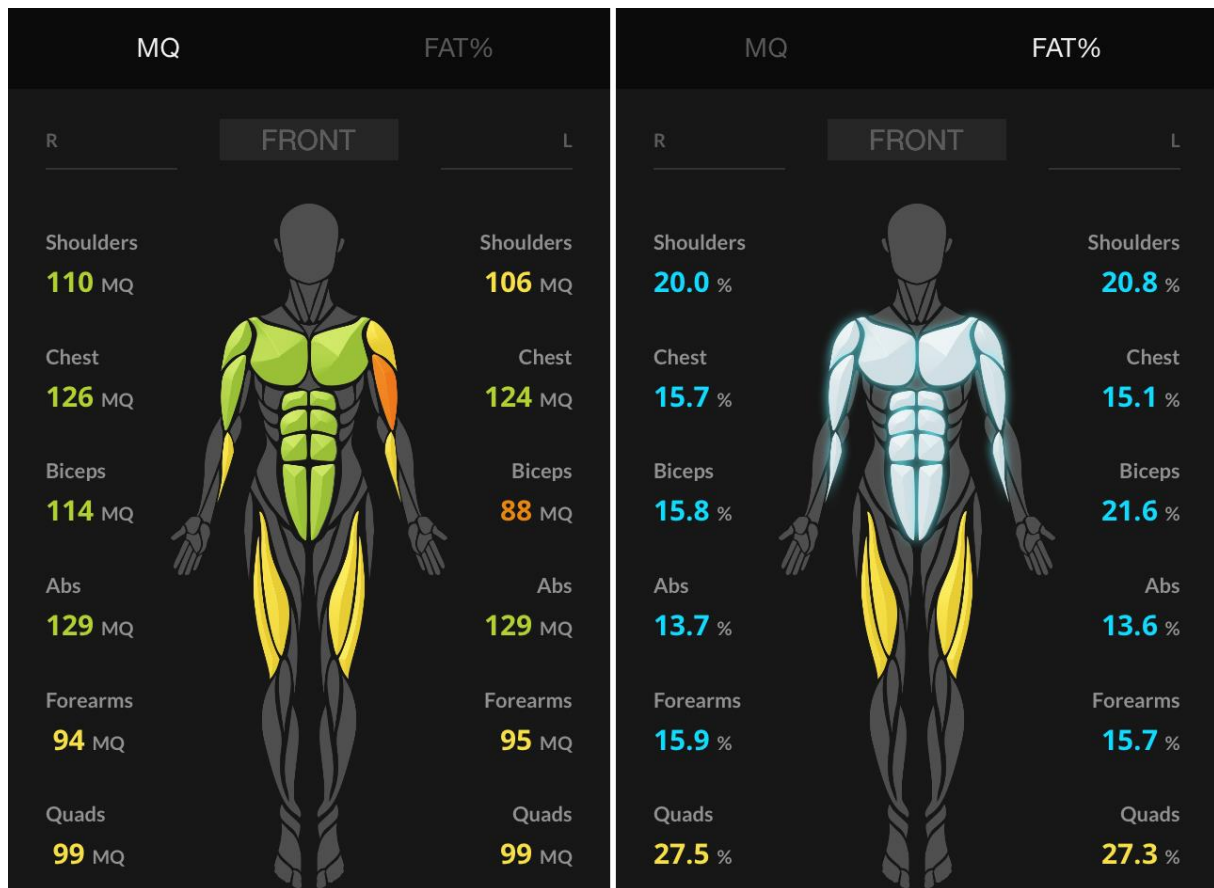 MQ FAT%
R FRONT L
Shoulders Shoulders
110 MQ 106 MQ
Chest Chest
126 MQ 124 MQ
Biceps Biceps
114 MQ 88 MQ
Abs Abs
129 MQ 129 MQ
Forearms Forearms
94 MQ 95 MQ
Quads Quads
99 MQ 99 MQ
MQ FAT%
R FRONT L
Shoulders Shoulders
20.0 % 20.8 %
Chest Chest
15.7 % 15.1 %
Biceps Biceps
15.8 % 21.6 %
Abs Abs
13.7 % 13.6 %
Forearms Forearms
15.9 % 15.7 %
Quads Quads
27.5 % 27.3 %